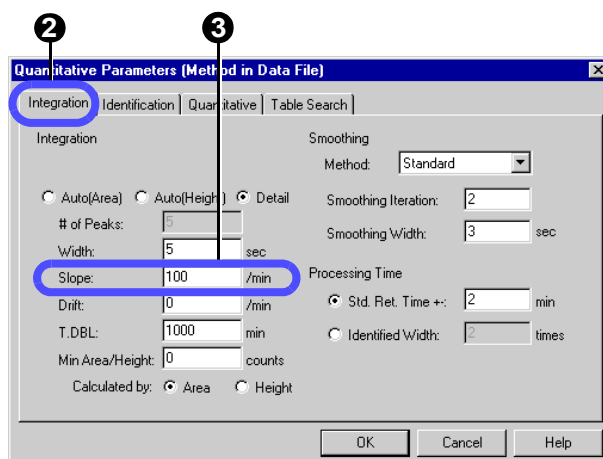 2 3
Quantitative Parameters (Method in Data File)
Integration Identification Quantitative Table Search
Integration Smoothing
Method: Standard
Auto(Area) Auto(Height) Detail Smoothing Iteration: 2
# of Peaks: 5
Smoothing Width: 3 sec
Width: 5 sec
Slope: 100 /min Processing Time
Drift: 0 /min Std. Ret. Time +-: 2 min
T.DBL: 1000 min Identified Width: 2 times
Min Area/Height: 0 counts
Calculated by: Area Height
OK Cancel Help